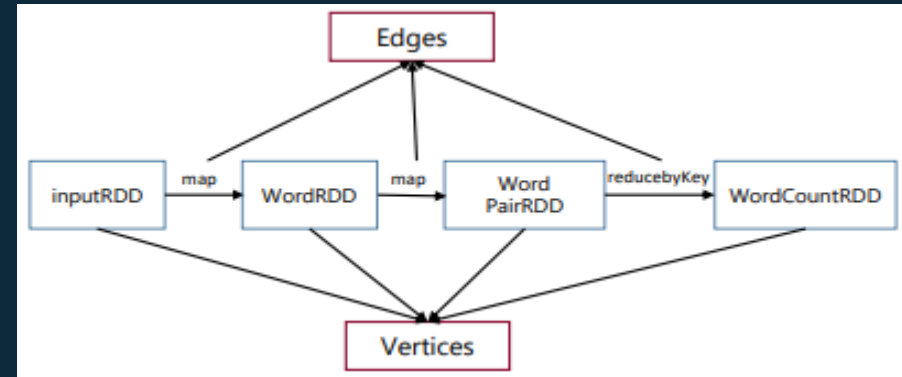 Edges
map
map
reducebyKey
inputRDD
WordRDD
Word
PairRDD
WordCountRDD
Vertices